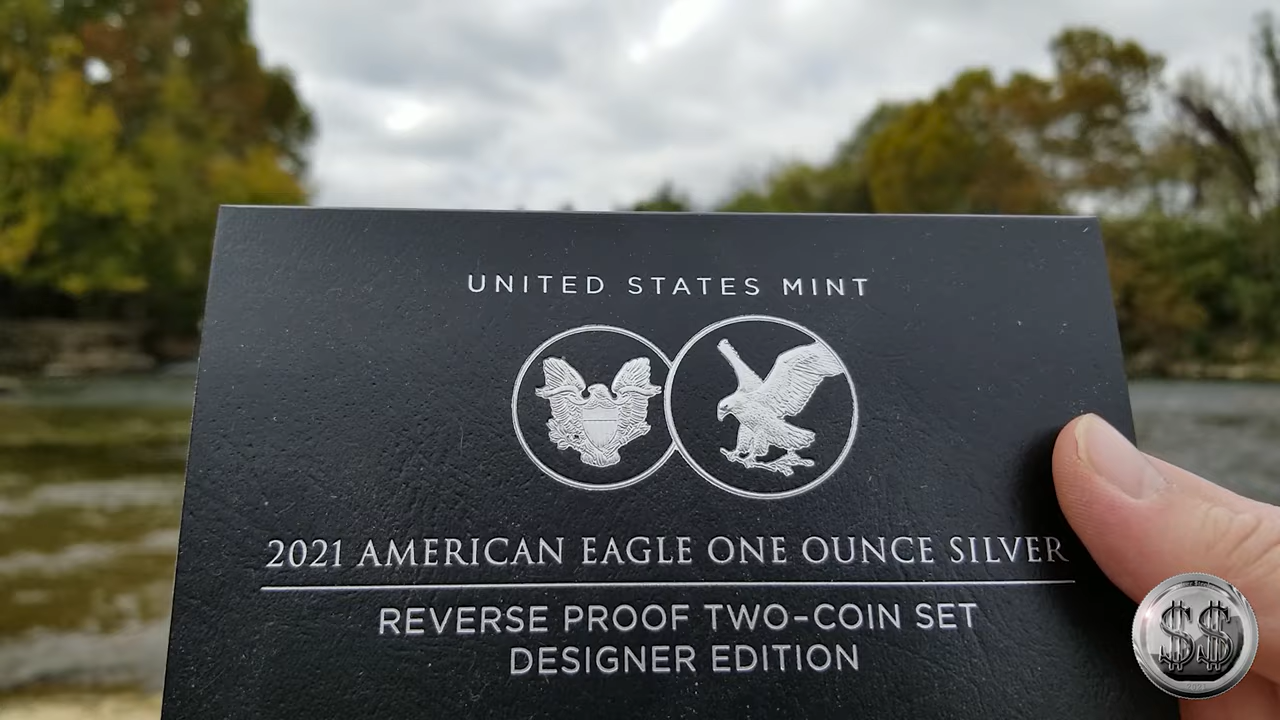 UNITED STATES MINT
2021 AMERICAN EAGLE ONE OUNCE SILVER
REVERSE PROOF TWO-COIN SET
DESIGNER EDITION
$$